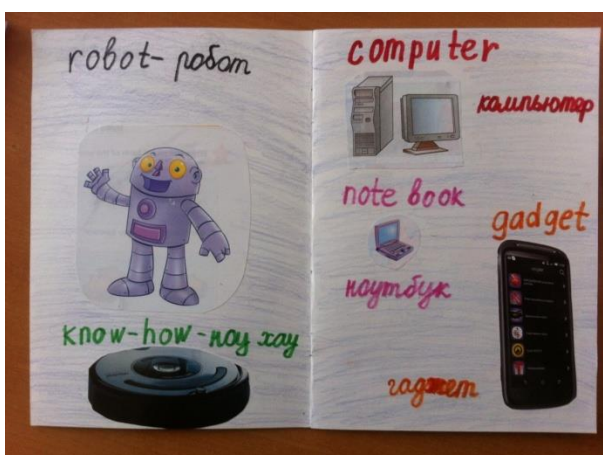 robot - робот
know-how - ноу хау
computer
компьютер
note book
ноутбук
gadget
гаджет